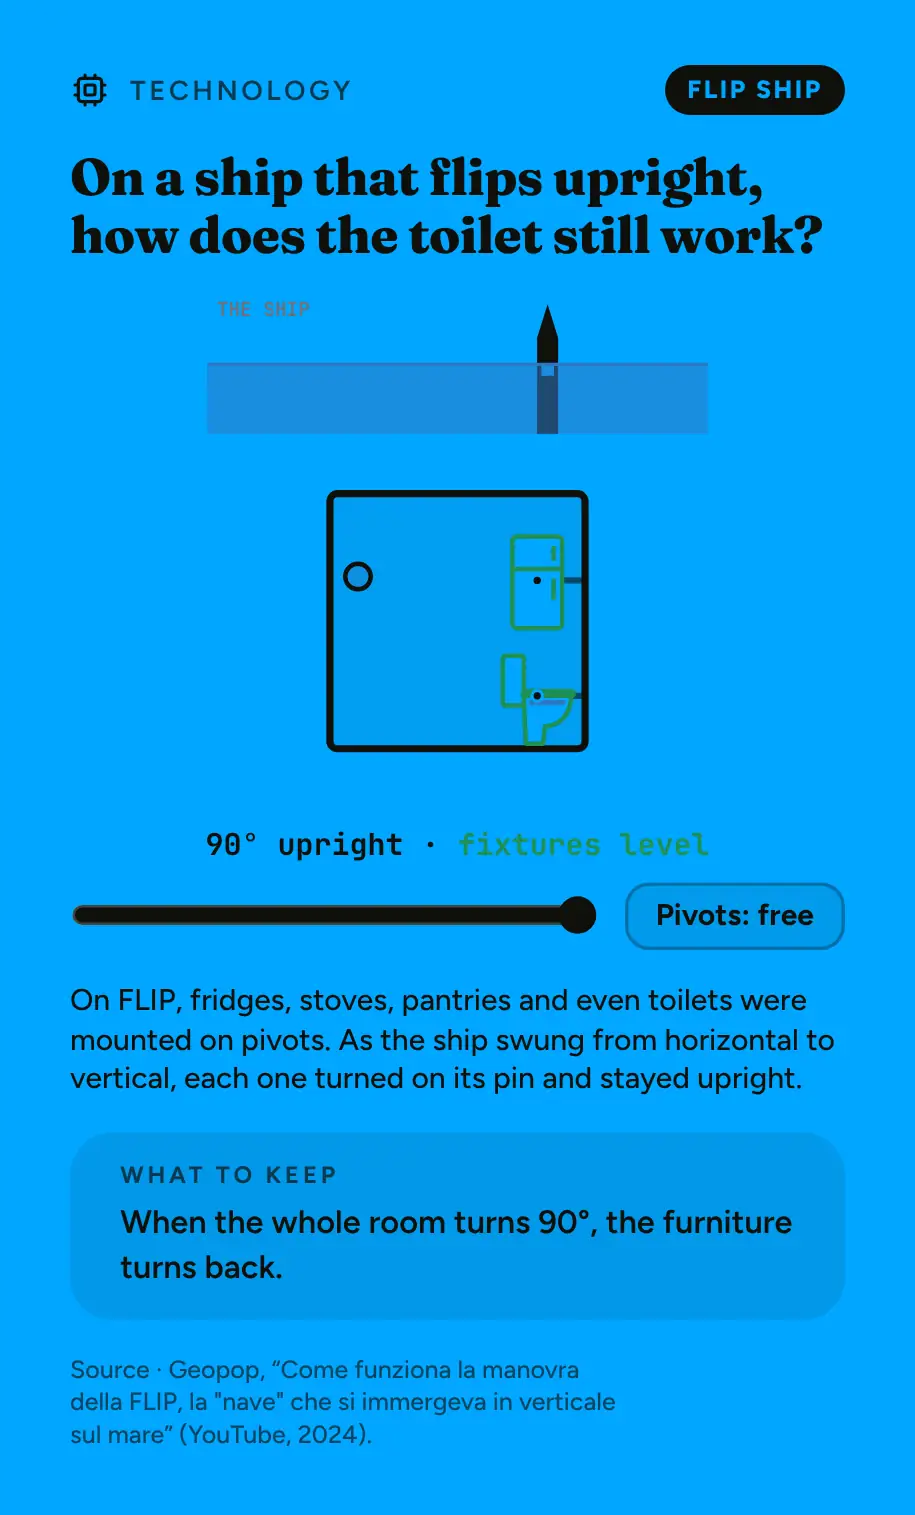 TECHNOLOGY
FLIP SHIP
On a ship that flips upright,
how does the toilet still work?
THE SHIP
90° upright · fixtures level
Pivots: free
On FLIP, fridges, stoves, pantries and even toilets were
mounted on pivots. As the ship swung from horizontal to
vertical, each one turned on its pin and stayed upright.
WHAT TO KEEP
When the whole room turns 90°, the furniture
turns back.
Source · Geopop, “Come funziona la manovra
della FLIP, la "nave" che si immergeva in verticale
sul mare” (YouTube, 2024).